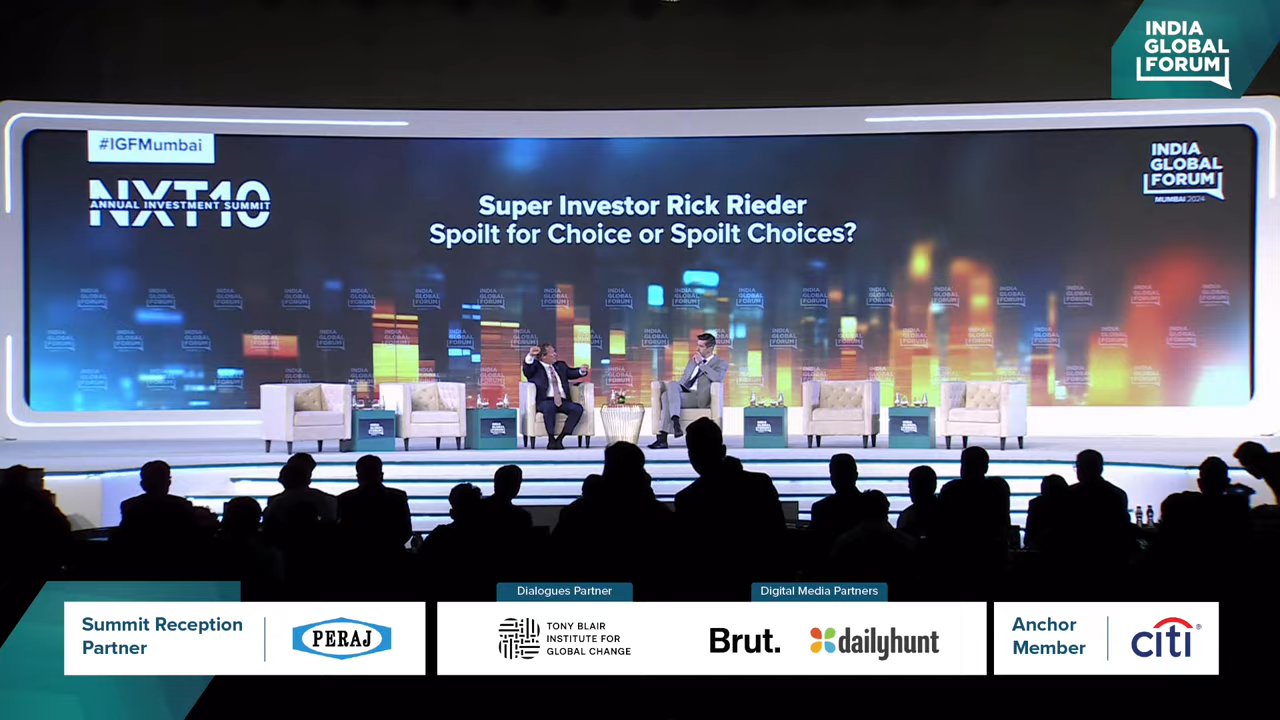 INDIA
GLOBAL
FORUM
#IGFMumbai
NXT10
ANNUAL INVESTMENT SUMMIT
Super Investor Rick Rieder
Spoilt for Choice or Spoilt Choices?
INDIA
GLOBAL
FORUM
MUMBAI 2024
Summit Reception
Partner
PERAJ
Dialogues Partner
TONY BLAIR
INSTITUTE FOR
GLOBAL CHANGE
Digital Media Partners
Brut.
dailyhunt
Anchor
Member
citi®